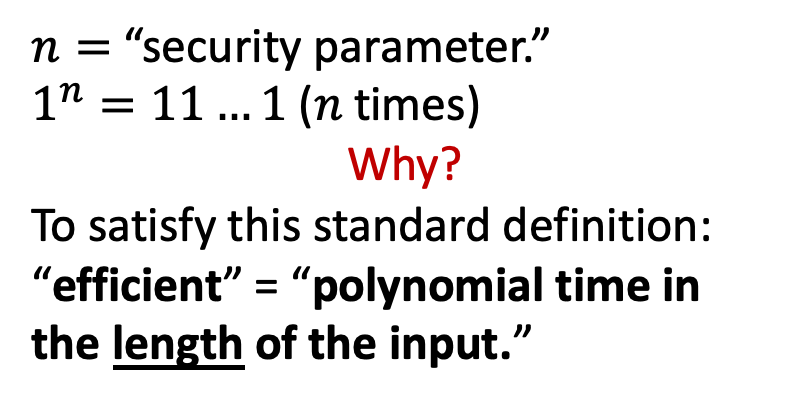 n = “security parameter.”
1ⁿ = 11 … 1 (n times)
Why?
To satisfy this standard definition:
“efficient” = “polynomial time in
the length of the input.”